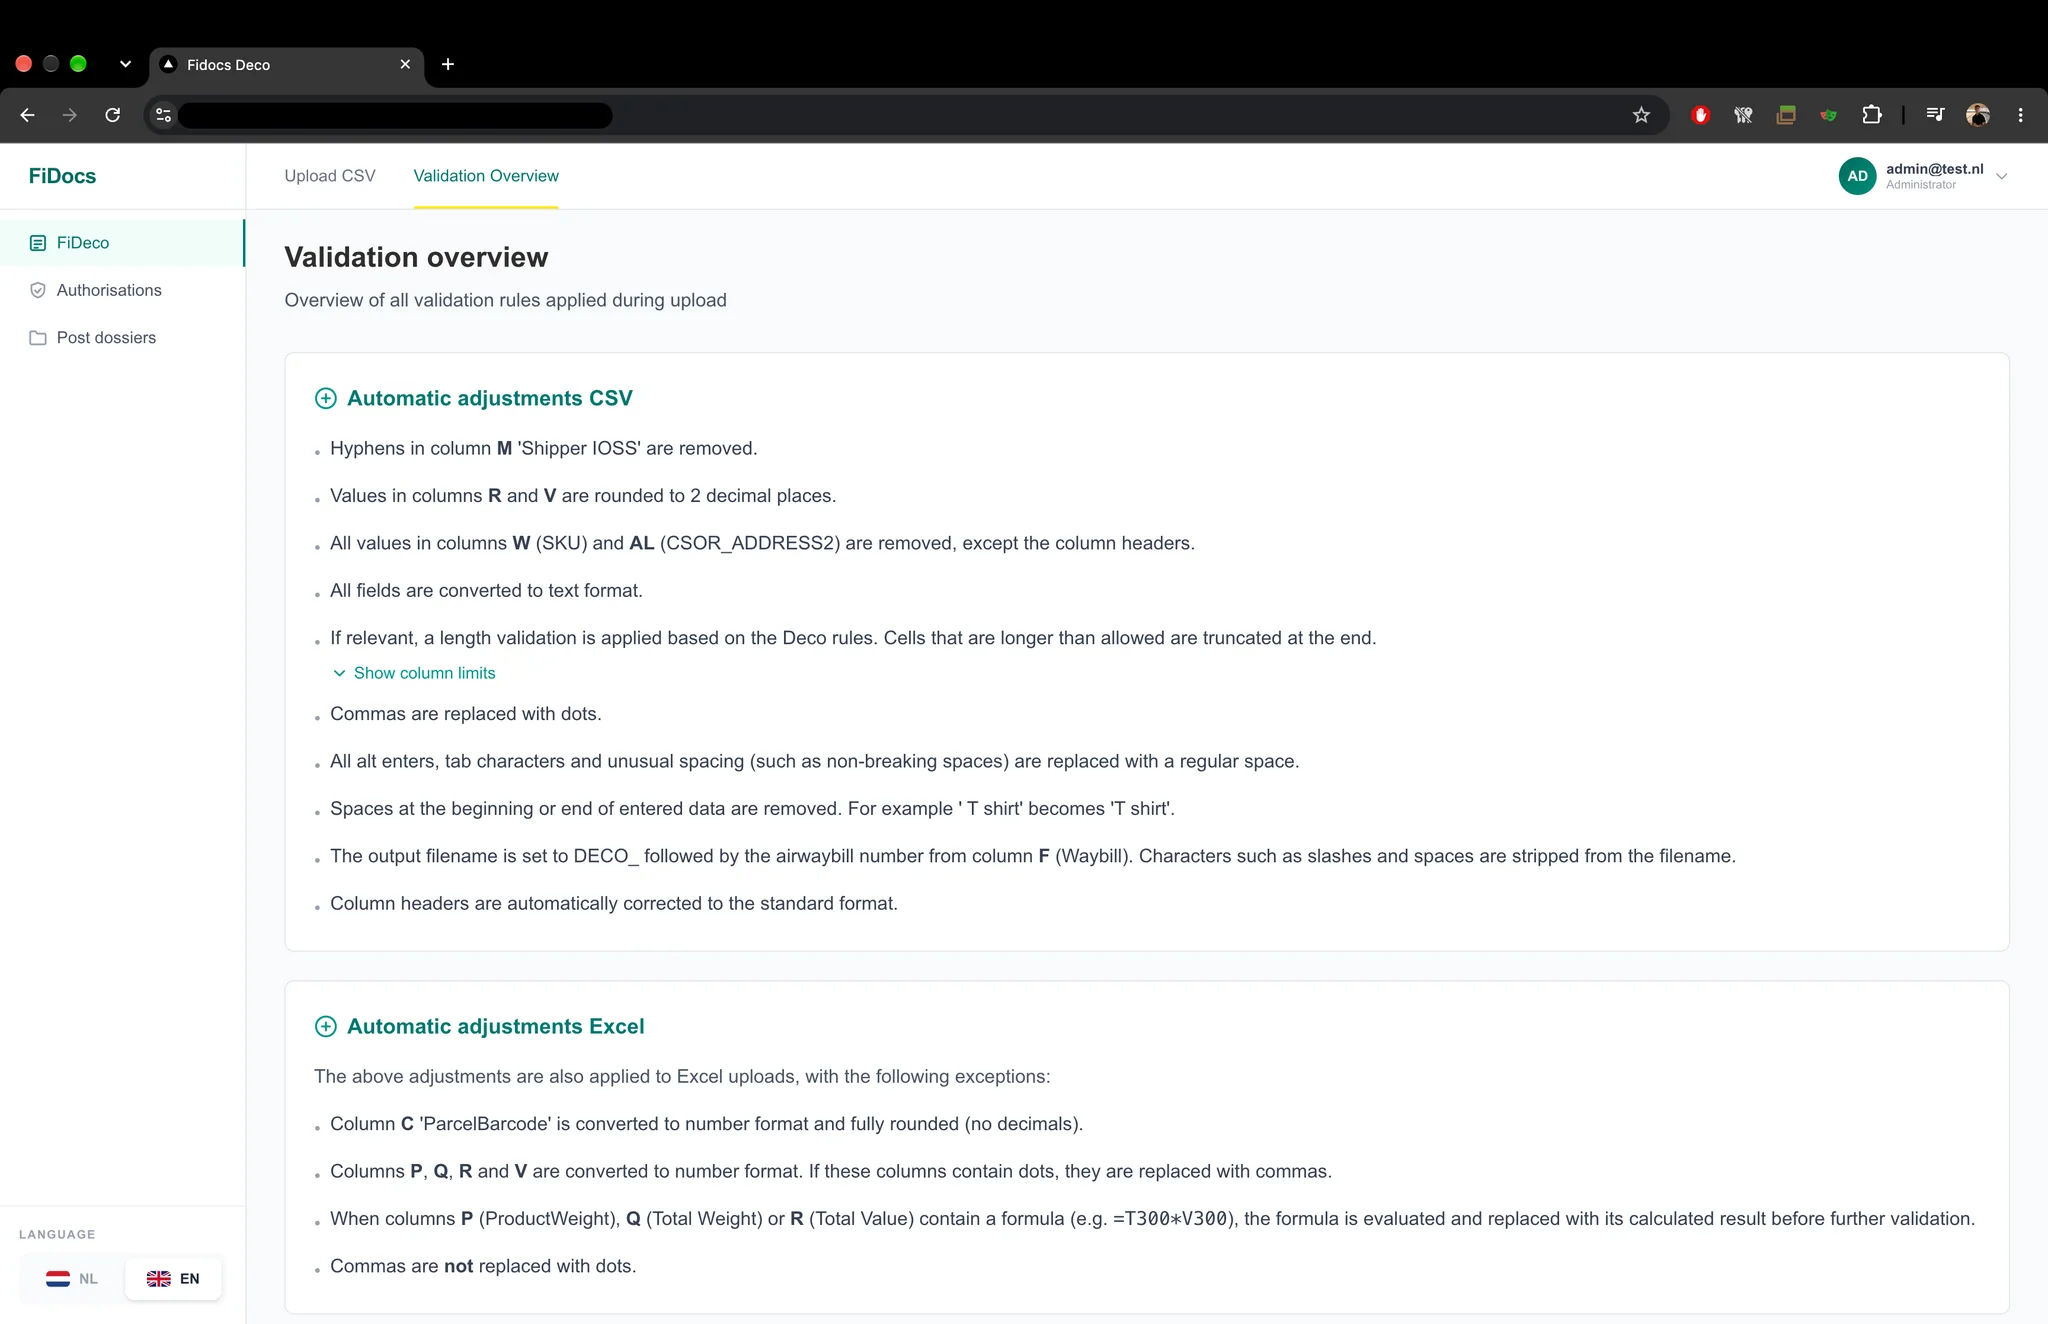 Fidocs Deco
FiDocs
Upload CSV
Validation Overview
AD
admin@test.nl
Administrator
FiDeco
Authorisations
Post dossiers
Validation overview
Overview of all validation rules applied during upload
Automatic adjustments CSV
Hyphens in column M 'Shipper IOSS' are removed.
Values in columns R and V are rounded to 2 decimal places.
All values in columns W (SKU) and AL (CSOR_ADDRESS2) are removed, except the column headers.
All fields are converted to text format.
If relevant, a length validation is applied based on the Deco rules. Cells that are longer than allowed are truncated at the end.
Show column limits
Commas are replaced with dots.
All alt enters, tab characters and unusual spacing (such as non-breaking spaces) are replaced with a regular space.
Spaces at the beginning or end of entered data are removed. For example ' T shirt' becomes 'T shirt'.
The output filename is set to DECO_ followed by the airwaybill number from column F (Waybill). Characters such as slashes and spaces are stripped from the filename.
Column headers are automatically corrected to the standard format.
Automatic adjustments Excel
The above adjustments are also applied to Excel uploads, with the following exceptions:
Column C 'ParcelBarcode' is converted to number format and fully rounded (no decimals).
Columns P, Q, R and V are converted to number format. If these columns contain dots, they are replaced with commas.
When columns P (ProductWeight), Q (Total Weight) or R (Total Value) contain a formula (e.g. =T300*V300), the formula is evaluated and replaced with its calculated result before further validation.
Commas are not replaced with dots.
LANGUAGE
NL
EN